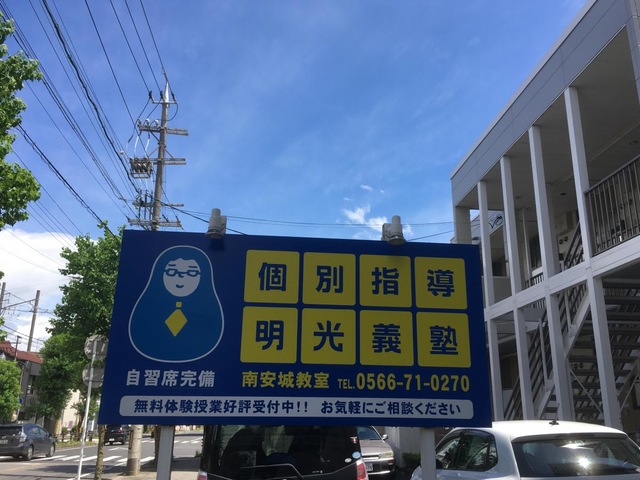 個別指導
明光義塾
自習席完備
南安城教室 TEL.0566-71-0270
無料体験授業好評受付中!! お気軽にご相談ください